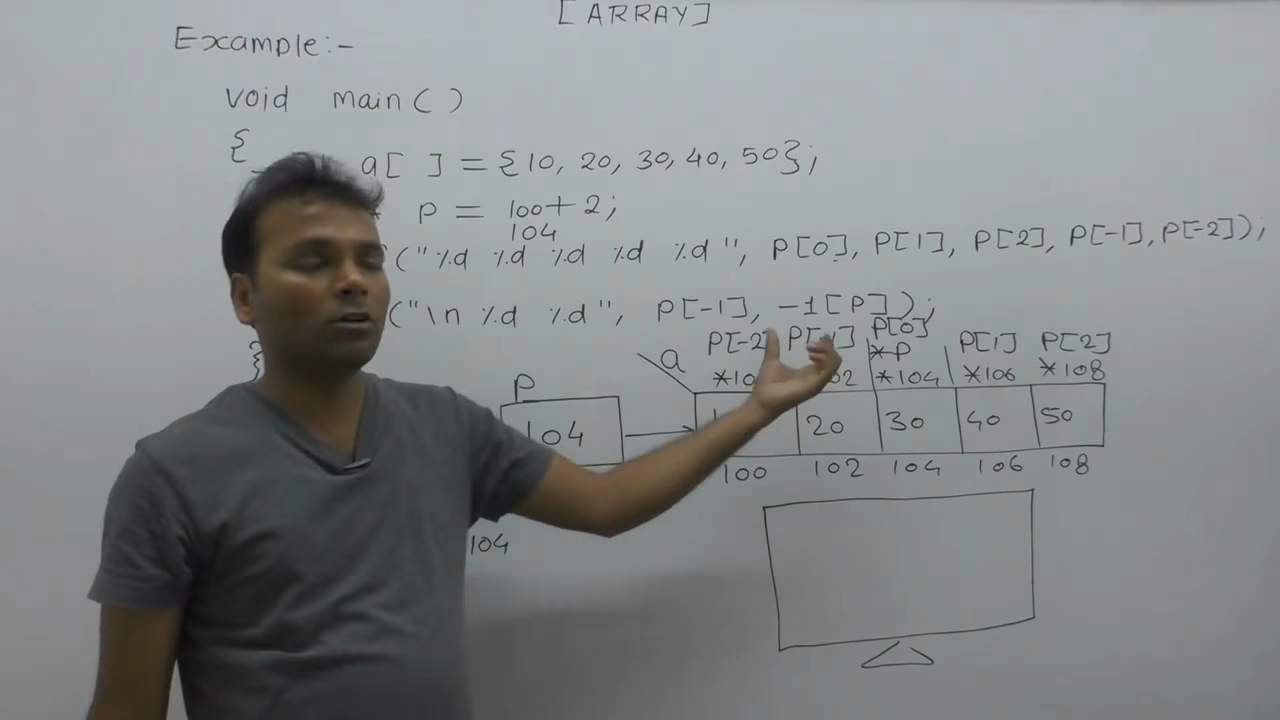 [ARRAY]
Example:-
void main()
{
a[ ] = {10, 20, 30, 40, 50};
* P = 100+2;
104
("%d %d %d %d %d", P[0], P[1], P[2], P[-1], P[-2]);
("\n %d %d", P[-1], -1[P]);
}
a P[-2] P[0] P[1] P[2]
*P
*104 *106 *108
P
104 20 30 40 50
100 102 104 106 108
104